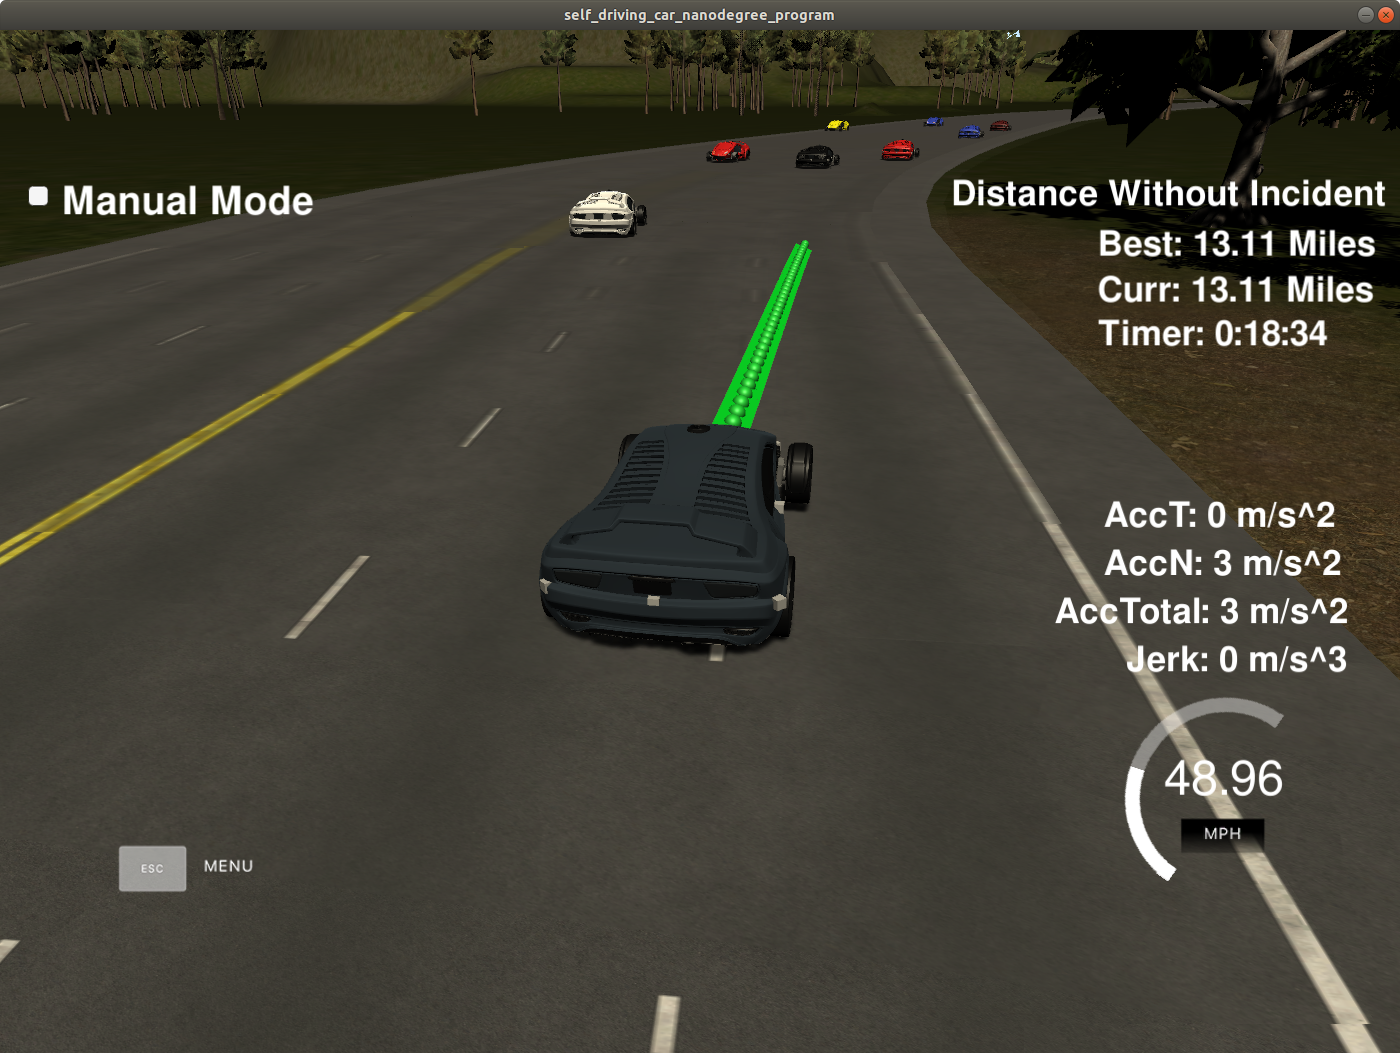 self_driving_car_nanodegree_program
Manual Mode
Distance Without Incident
Best: 13.11 Miles
Curr: 13.11 Miles
Timer: 0:18:34
AccT: 0 m/s^2
AccN: 3 m/s^2
AccTotal: 3 m/s^2
Jerk: 0 m/s^3
48.96
MPH
ESC MENU